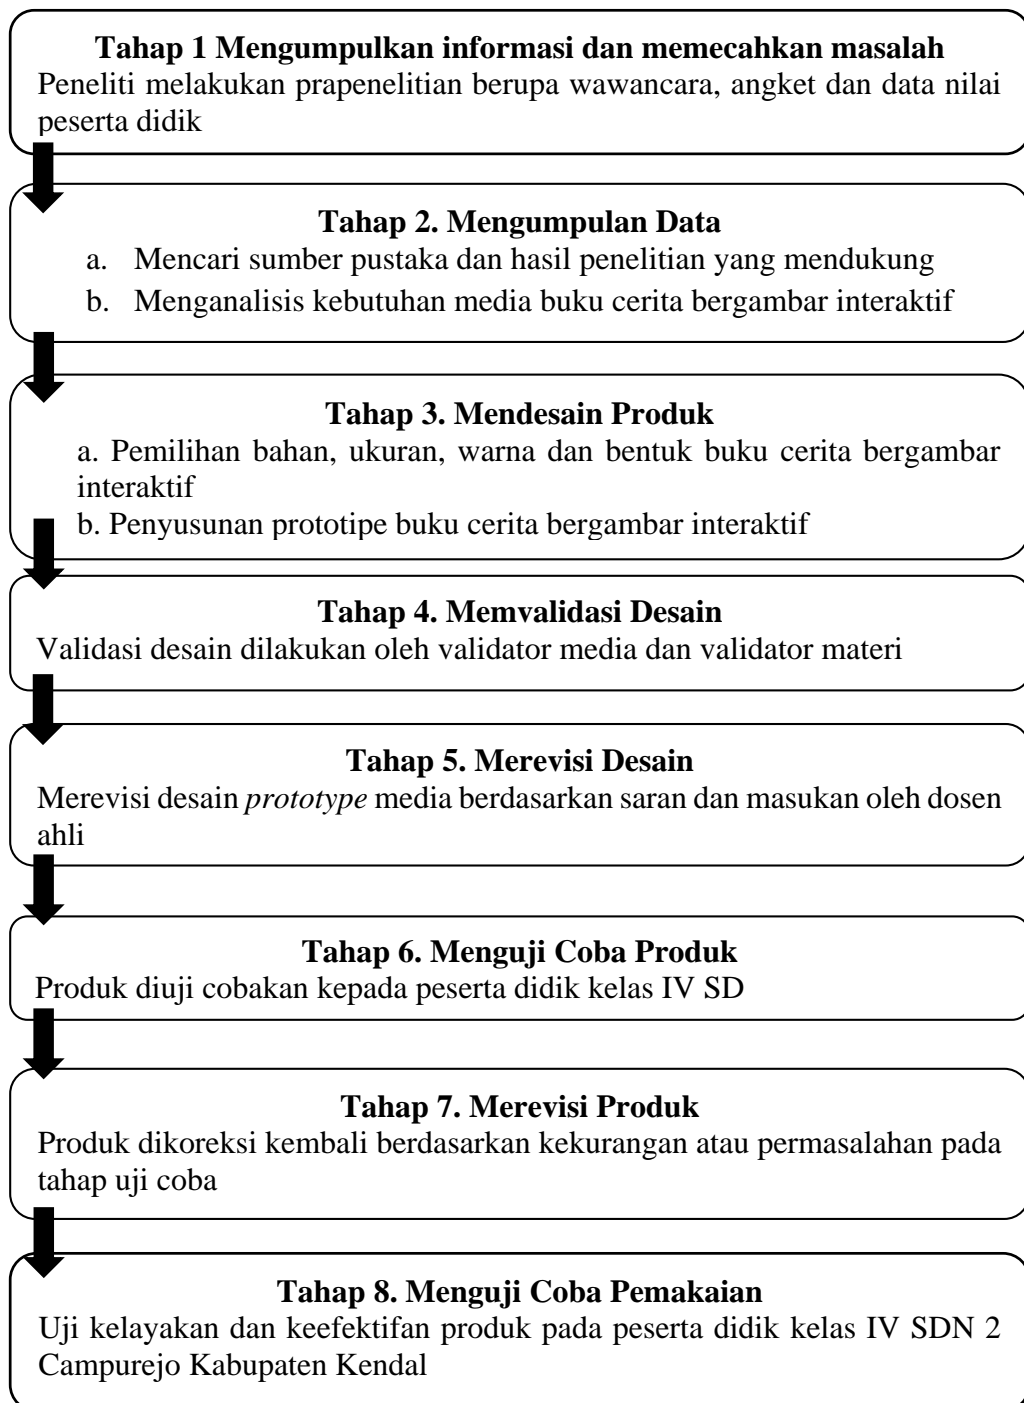 Tahap 1 Mengumpulkan informasi dan memecahkan masalah
Peneliti melakukan prapenelitian berupa wawancara, angket dan data nilai
peserta didik
Tahap 2. Mengumpulan Data
a. Mencari sumber pustaka dan hasil penelitian yang mendukung
b. Menganalisis kebutuhan media buku cerita bergambar interaktif
Tahap 3. Mendesain Produk
a. Pemilihan bahan, ukuran, warna dan bentuk buku cerita bergambar
interaktif
b. Penyusunan prototipe buku cerita bergambar interaktif
Tahap 4. Memvalidasi Desain
Validasi desain dilakukan oleh validator media dan validator materi
Tahap 5. Merevisi Desain
Merevisi desain prototype media berdasarkan saran dan masukan oleh dosen
ahli
Tahap 6. Menguji Coba Produk
Produk diuji cobakan kepada peserta didik kelas IV SD
Tahap 7. Merevisi Produk
Produk dikoreksi kembali berdasarkan kekurangan atau permasalahan pada
tahap uji coba
Tahap 8. Menguji Coba Pemakaian
Uji kelayakan dan keefektifan produk pada peserta didik kelas IV SDN 2
Campurejo Kabupaten Kendal